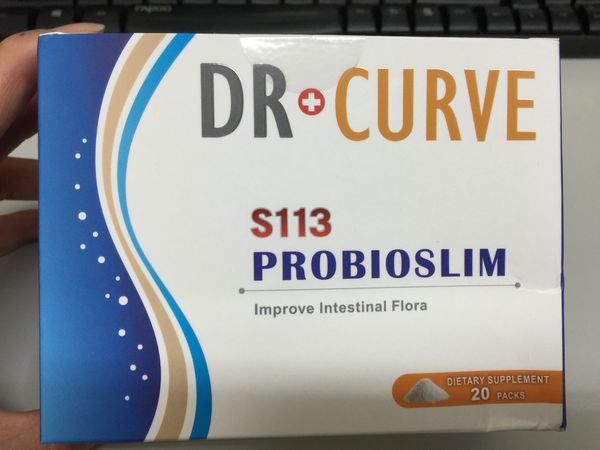 DR+CURVE
S113
PROBIOSLIM
Improve Intestinal Flora
DIETARY SUPPLEMENT
20 PACKS